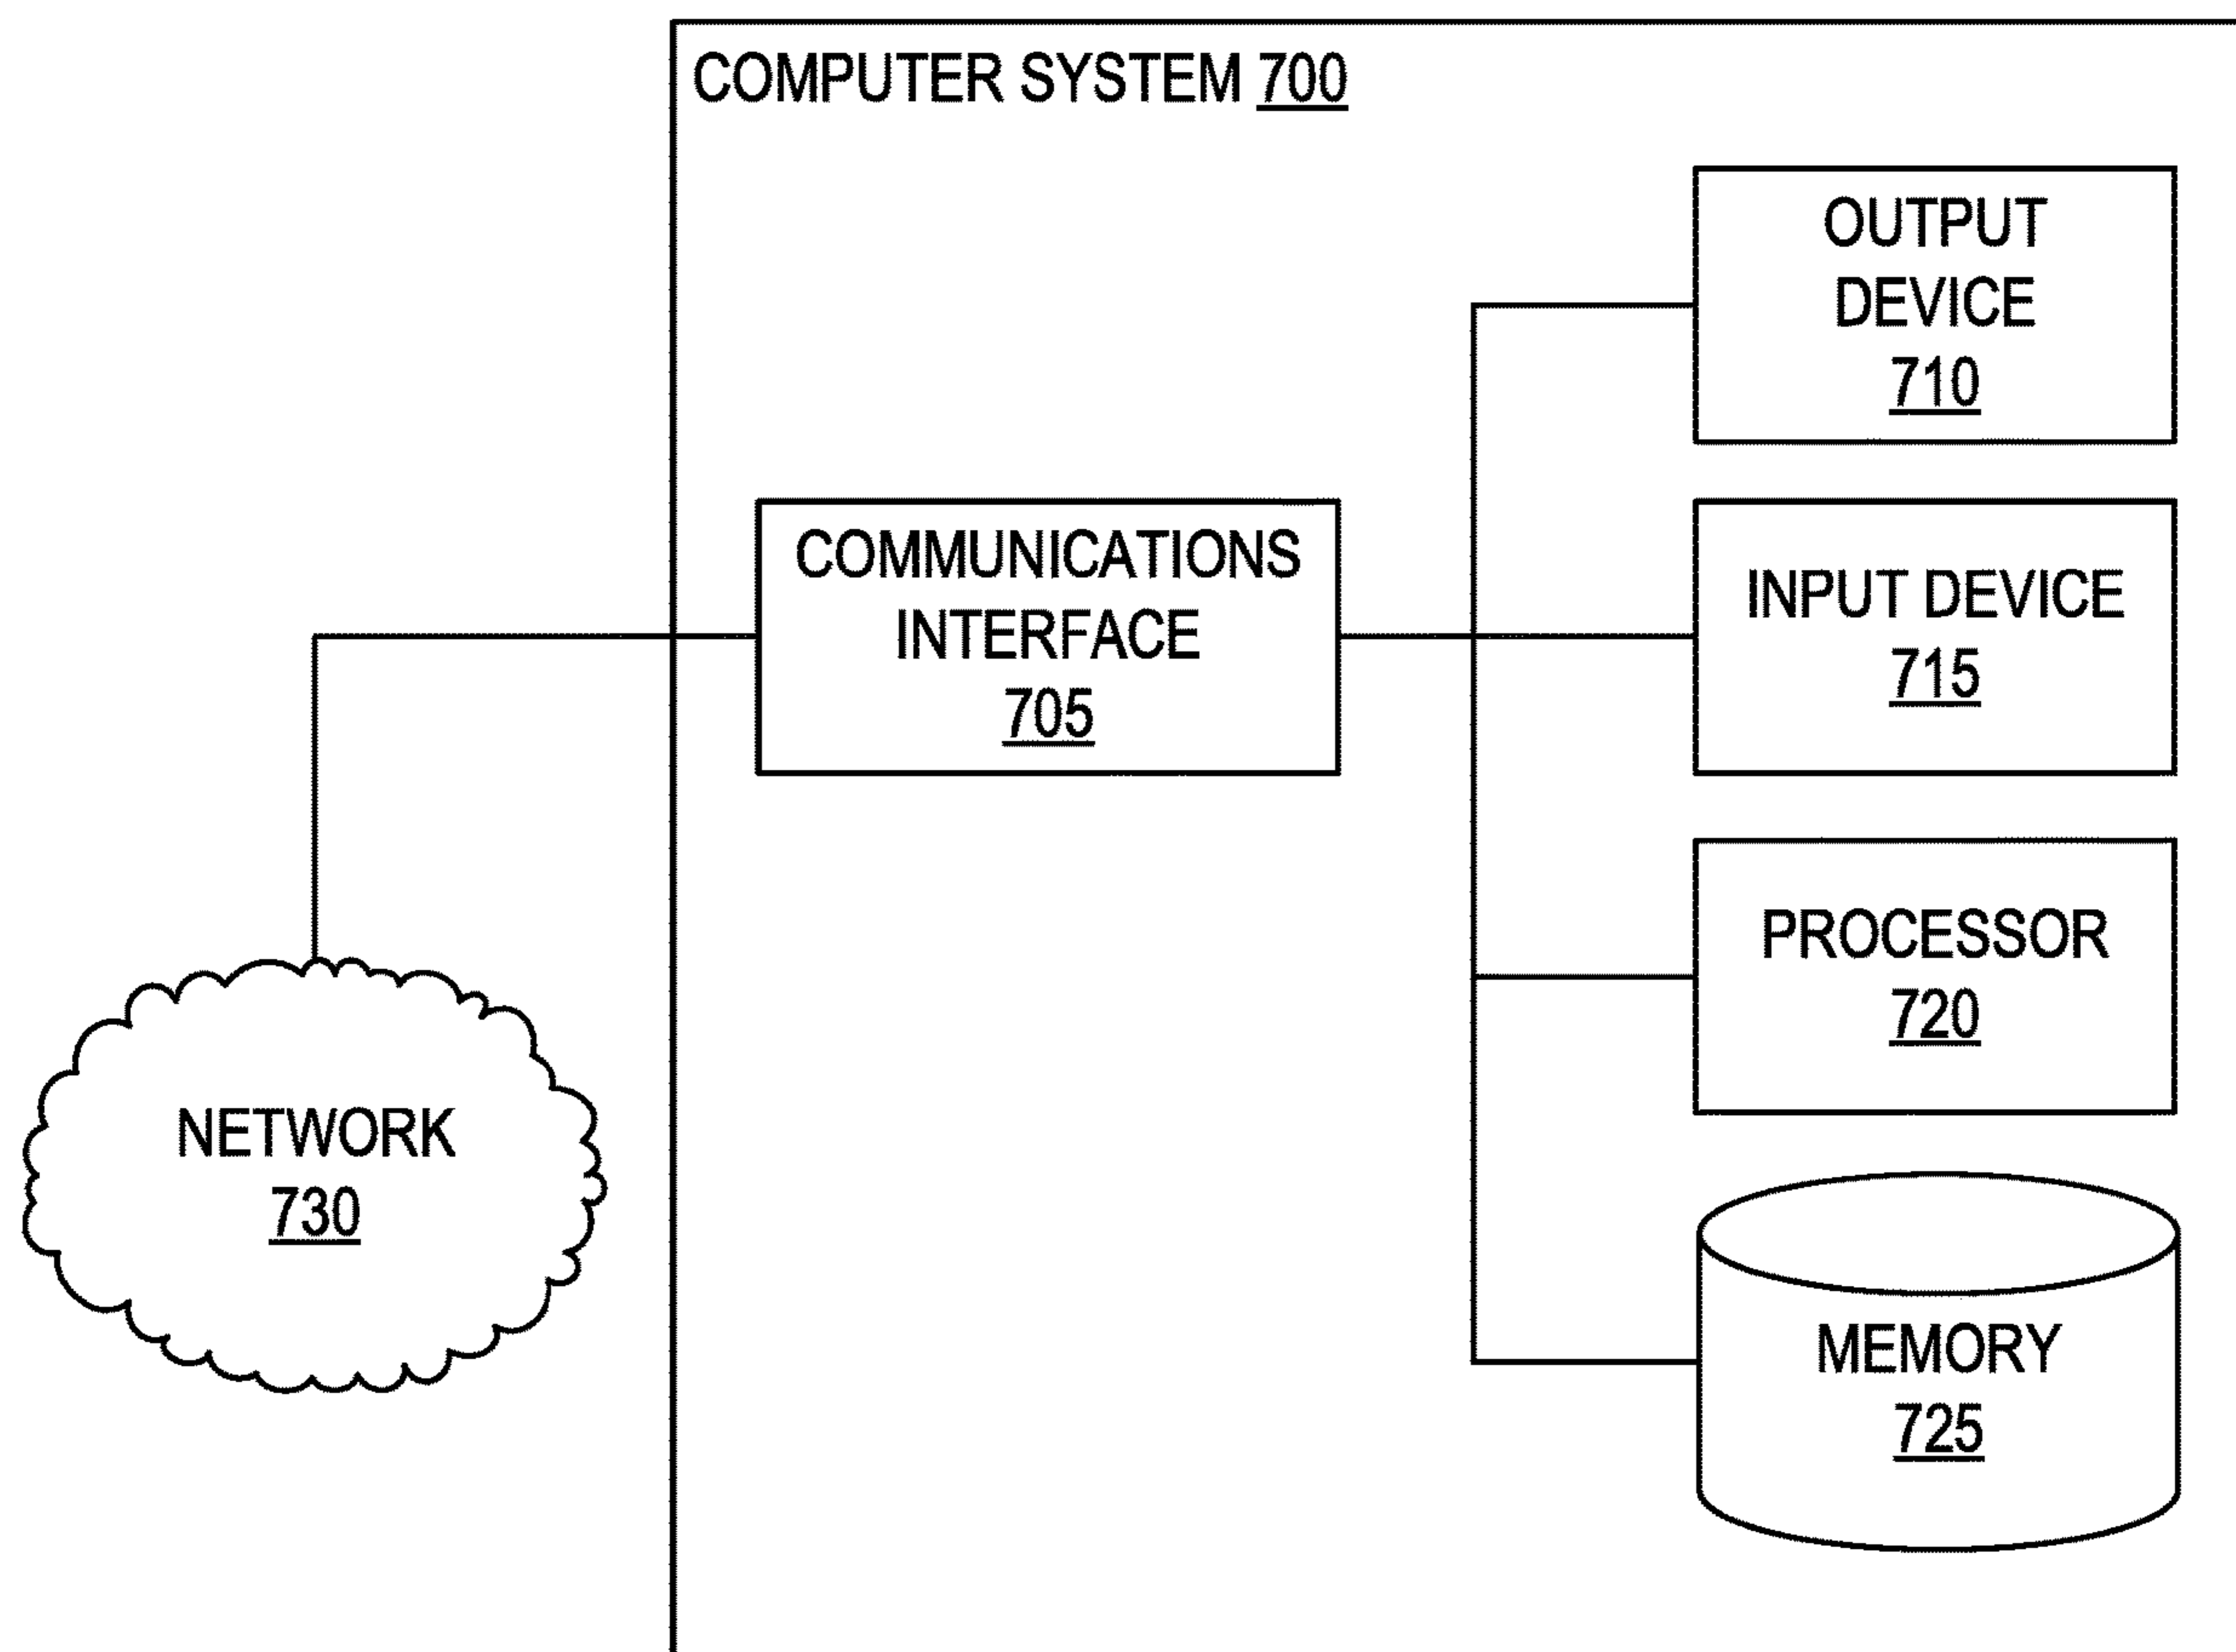 COMPUTER SYSTEM 700
OUTPUT
DEVICE
710
COMMUNICATIONS
INTERFACE
705
INPUT DEVICE
715
PROCESSOR
720
NETWORK
730
MEMORY
725